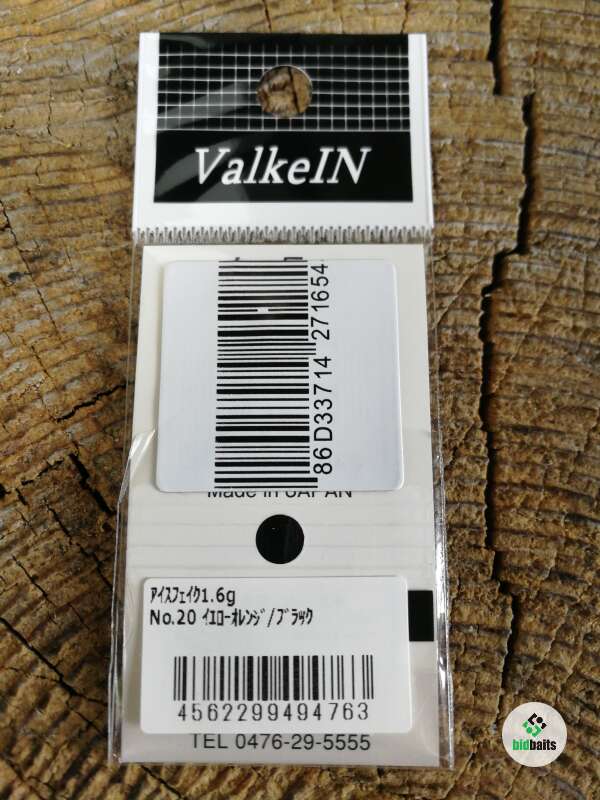 ValkeIN
86D33714 271654
Made in JAPAN
ｱｲｽﾌｪｲｸ1.6g
No.20 ｲｴﾛｰｵﾚﾝｼﾞ/ﾌﾞﾗｯｸ
4562299494763
TEL 0476-29-5555
bidbaits